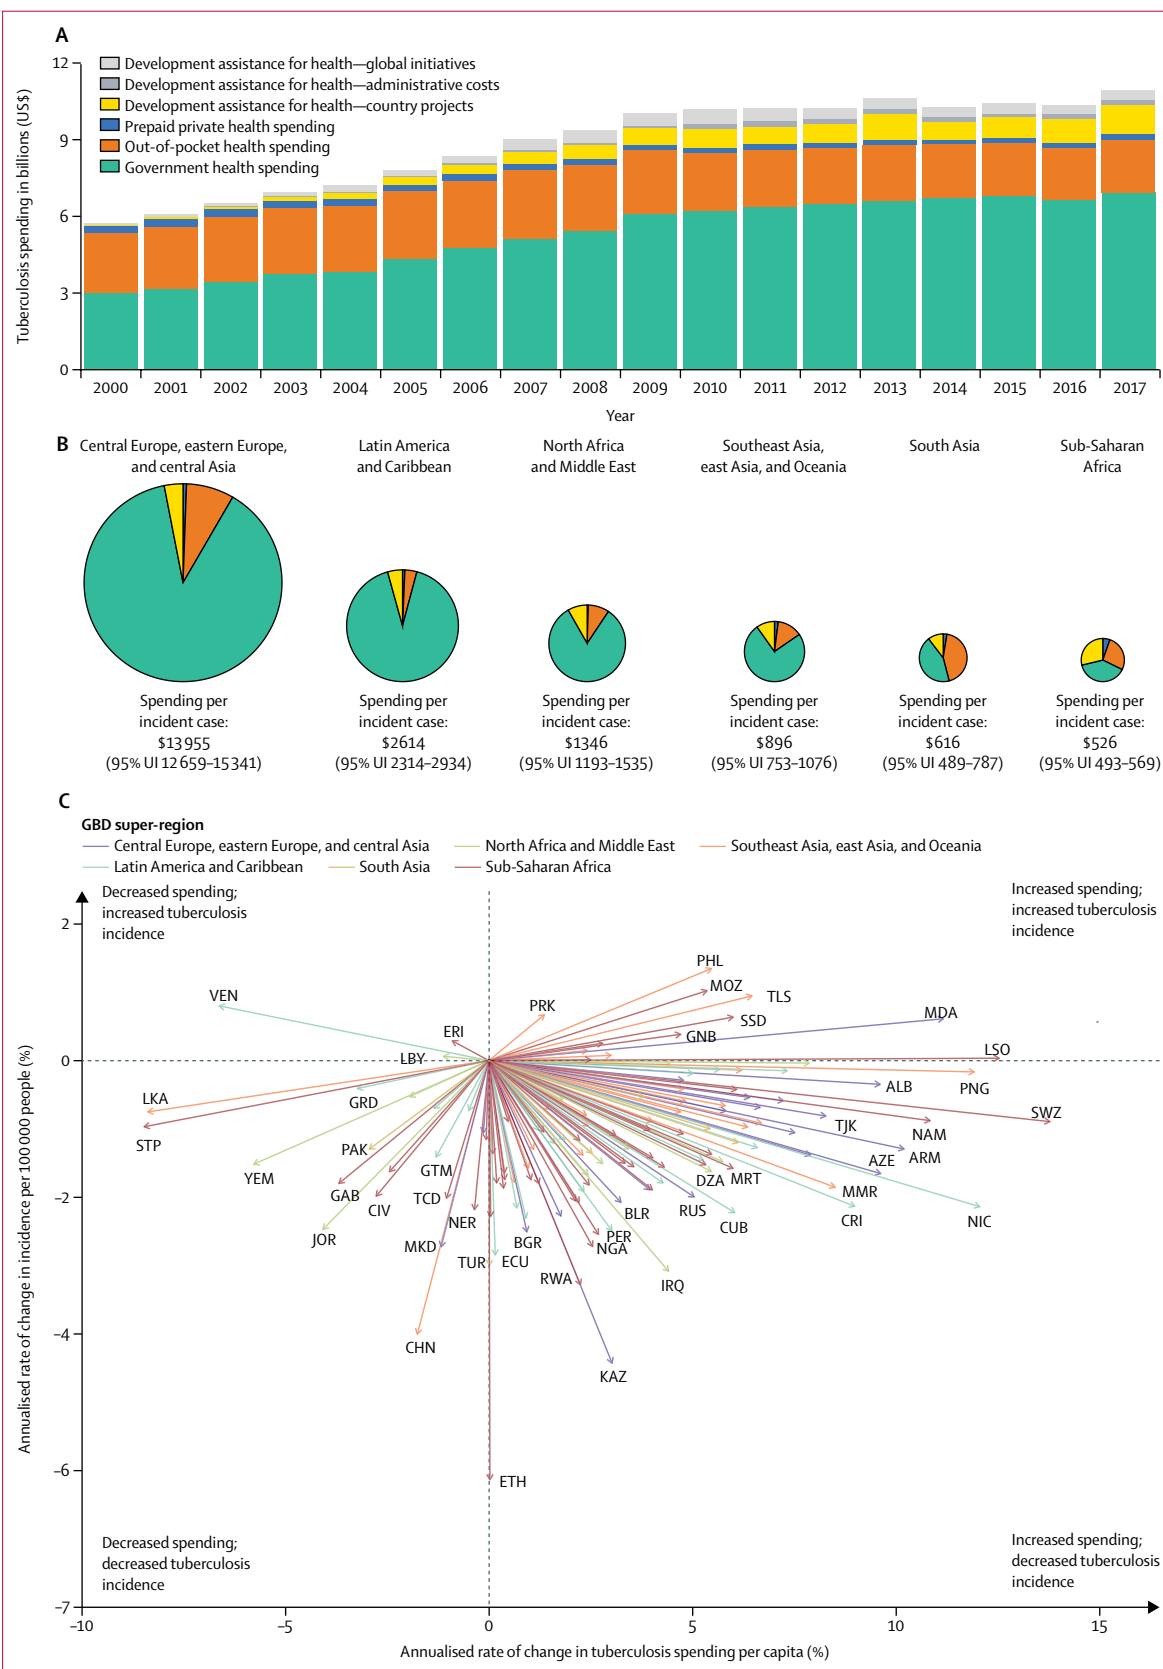 A
12
9
6
3
0
Tuberculosis spending in billions (US$)
Development assistance for health—global initiatives
Development assistance for health—administrative costs
Development assistance for health—country projects
Prepaid private health spending
Out-of-pocket health spending
Government health spending
2000 2001 2002 2003 2004 2005 2006 2007 2008 2009 2010 2011 2012 2013 2014 2015 2016 2017
Year
B
Central Europe, eastern Europe,
and central Asia
Latin America
and Caribbean
North Africa
and Middle East
Southeast Asia,
east Asia, and Oceania
South Asia
Sub-Saharan
Africa
Spending per
incident case:
$13 955
(95% UI 12 659–15 341)
Spending per
incident case:
$2614
(95% UI 2314–2934)
Spending per
incident case:
$1346
(95% UI 1193–1535)
Spending per
incident case:
$896
(95% UI 753–1076)
Spending per
incident case:
$616
(95% UI 489–787)
Spending per
incident case:
$526
(95% UI 493–569)
C
GBD super-region
Central Europe, eastern Europe, and central Asia
North Africa and Middle East
Southeast Asia, east Asia, and Oceania
Latin America and Caribbean
South Asia
Sub-Saharan Africa
Decreased spending;
increased tuberculosis
incidence
Increased spending;
increased tuberculosis
incidence
2
0
–2
–4
–6
–7
Annualised rate of change in incidence per 100 000 people (%)
PHL
MOZ
TLS
VEN
PRK
SSD
MDA
ERI
GNB
LSO
LBY
ALB
PNG
LKA
GRD
SWZ
TJK
NAM
STP
PAK
AZE
ARM
YEM
GTM
DZA
MRT
MMR
GAB
TCD
CIV
NER
BLR
RUS
CUB
CRI
NIC
JOR
MKD
BGR
PER
NGA
TUR
ECU
RWA
IRQ
CHN
KAZ
ETH
Decreased spending;
decreased tuberculosis
incidence
Increased spending;
decreased tuberculosis
incidence
–10
–5
0
5
10
15
Annualised rate of change in tuberculosis spending per capita (%)